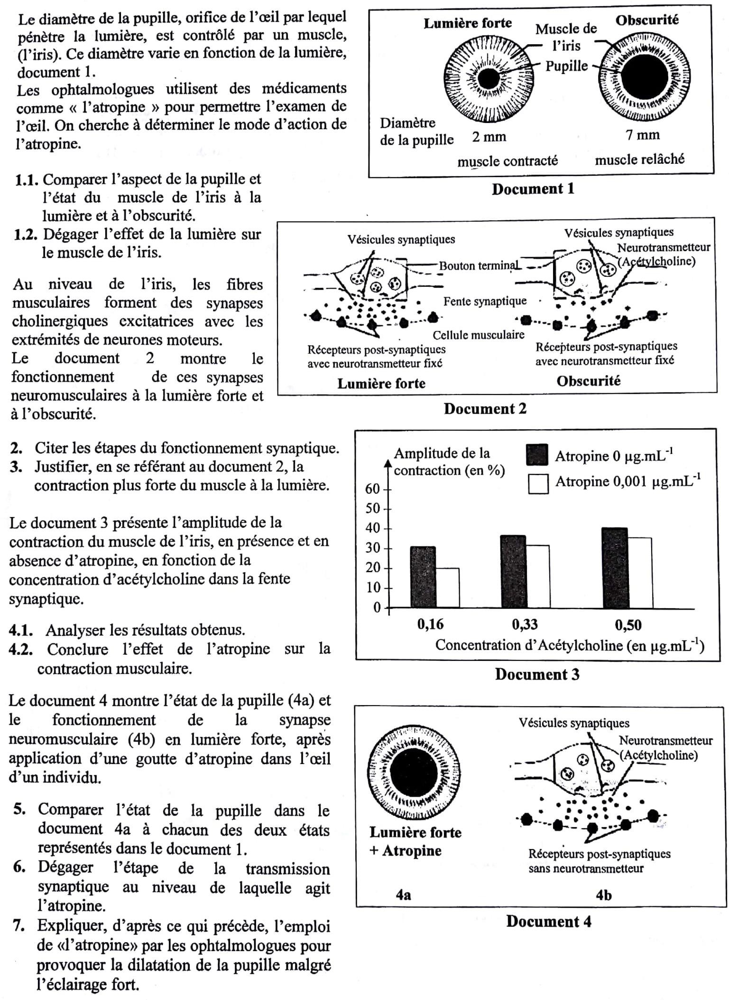 Le diamètre de la pupille, orifice de l'œil par lequel
pénètre la lumière, est contrôlé par un muscle,
(l'iris). Ce diamètre varie en fonction de la lumière,
document 1.
Les ophtalmologues utilisent des médicaments
comme « l'atropine » pour permettre l'examen de
l'œil. On cherche à déterminer le mode d'action de
l'atropine.
Lumière forte
Obscurité
Muscle de
l'iris
Pupille
Diamètre
de la pupille
2 mm
7 mm
muscle contracté
muscle relâché
Document 1
1.1. Comparer l'aspect de la pupille et
l'état du muscle de l'iris à la
lumière et à l'obscurité.
1.2. Dégager l'effet de la lumière sur
le muscle de l'iris.
Au niveau de l'iris, les fibres
musculaires forment des synapses
cholinergiques excitatrices avec les
extrémités de neurones moteurs.
Le document 2 montre le
fonctionnement de ces synapses
neuromusculaires à la lumière forte et
à l'obscurité.
Vésicules synaptiques
Vésicules synaptiques
Neurotransmetteur
(Acétylcholine)
Bouton terminal
Fente synaptique
Cellule musculaire
Récepteurs post-synaptiques
avec neurotransmetteur fixé
Récepteurs post-synaptiques
avec neurotransmetteur fixé
Lumière forte
Obscurité
Document 2
2. Citer les étapes du fonctionnement synaptique.
3. Justifier, en se référant au document 2, la
contraction plus forte du muscle à la lumière.
Le document 3 présente l'amplitude de la
contraction du muscle de l'iris, en présence et en
absence d'atropine, en fonction de la
concentration d'acétylcholine dans la fente
synaptique.
4.1. Analyser les résultats obtenus.
4.2. Conclure l'effet de l'atropine sur la
contraction musculaire.
Amplitude de la
contraction (en %)
Atropine 0 µg.mL⁻¹
Atropine 0,001 µg.mL⁻¹
60
50
40
30
20
10
0
0,16 0,33 0,50
Concentration d'Acétylcholine (en µg.mL⁻¹)
Document 3
Le document 4 montre l'état de la pupille (4a) et
le fonctionnement de la synapse
neuromusculaire (4b) en lumière forte, après
application d'une goutte d'atropine dans l'œil
d'un individu.
5. Comparer l'état de la pupille dans le
document 4a à chacun des deux états
représentés dans le document 1.
6. Dégager l'étape de la transmission
synaptique au niveau de laquelle agit
l'atropine.
7. Expliquer, d'après ce qui précède, l'emploi
de «l'atropine» par les ophtalmologues pour
provoquer la dilatation de la pupille malgré
l'éclairage fort.
Vésicules synaptiques
Neurotransmetteur
(Acétylcholine)
Lumière forte
+ Atropine
Récepteurs post-synaptiques
sans neurotransmetteur
4a
4b
Document 4